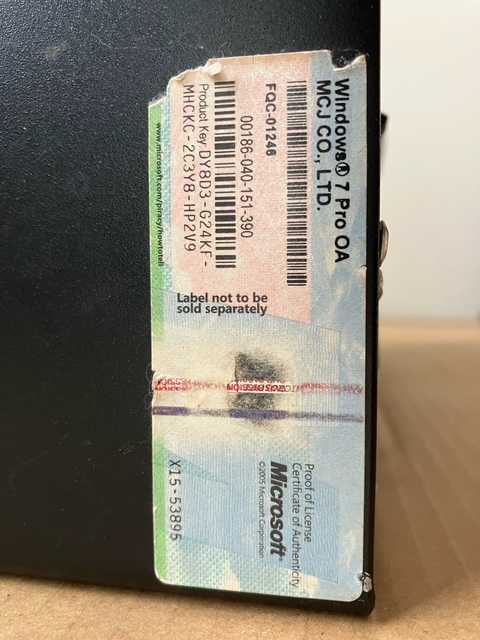 Windows® 7 Pro OA
MCJ CO., LTD.
FQC-01246
00186-040-151-390
Product Key: DY8D3-G24KF-
MHCKC-2C3Y8-HP2V9
www.microsoft.com/piracy/howtotell
Label not to be
sold separately
Proof of License
Certificate of Authenticity
Microsoft®
©2005 Microsoft Corporation
X15-53895